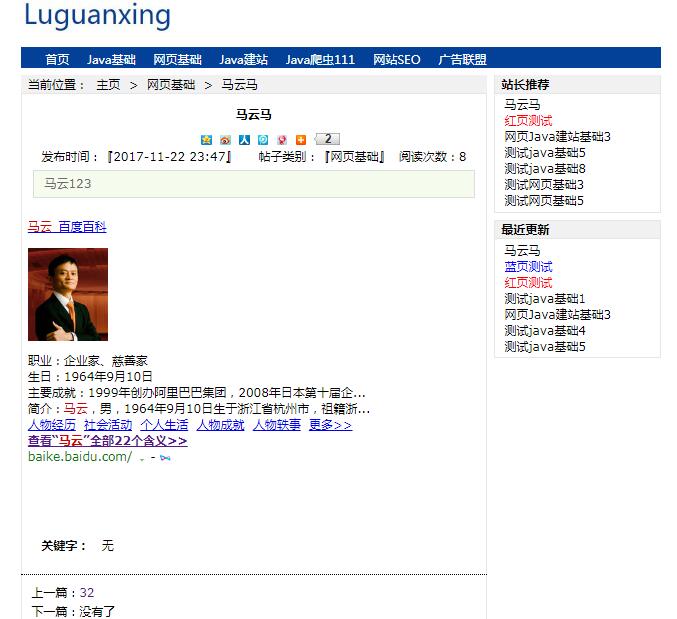 Luguanxing
首页 Java基础 网页基础 Java建站 Java爬虫111 网站SEO 广告联盟
当前位置： 主页 > 网页基础 > 马云马
马云马
2
发布时间：『2017-11-22 23:47』 帖子类别：『网页基础』 阅读次数：8
马云123
马云_百度百科
职业：企业家、慈善家
生日：1964年9月10日
主要成就：1999年创办阿里巴巴集团，2008年日本第十届企...
简介：马云，男，1964年9月10日生于浙江省杭州市，祖籍浙...
人物经历 社会活动 个人生活 人物成就 人物轶事 更多>>
查看“马云”全部22个含义>>
baike.baidu.com/ -
关键字： 无
上一篇：32
下一篇：没有了
站长推荐
马云马
红页测试
网页Java建站基础3
测试java基础5
测试java基础8
测试网页基础3
测试网页基础5
最近更新
马云马
蓝页测试
红页测试
测试java基础1
网页Java建站基础3
测试java基础4
测试java基础5